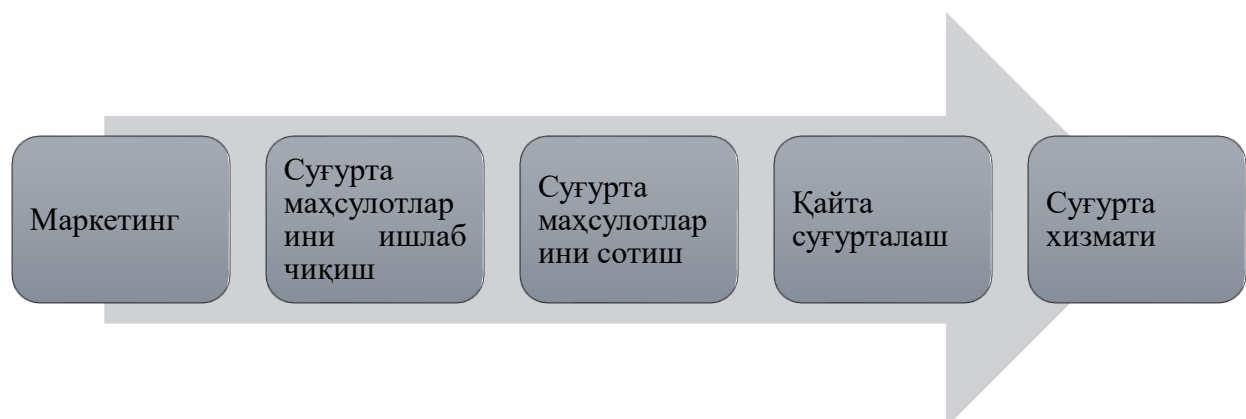 Маркетинг
Суғурта
маҳсулотлар
ини ишлаб
чиқиш
Суғурта
маҳсулотлар
ини сотиш
Қайта
суғурталаш
Суғурта
хизмати